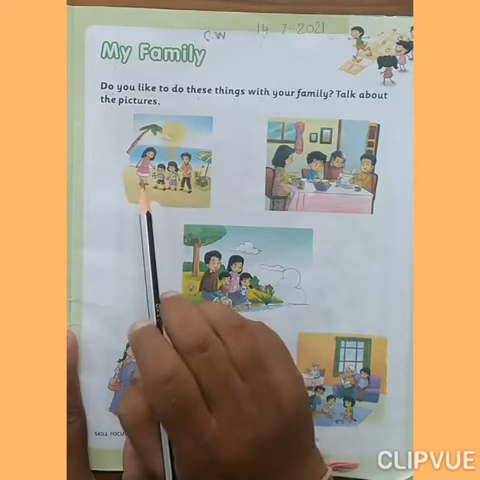 CW 14-7-2021
My Family
Do you like to do these things with your family? Talk about
the pictures.
SKILL FOCUS
CLIPVUE